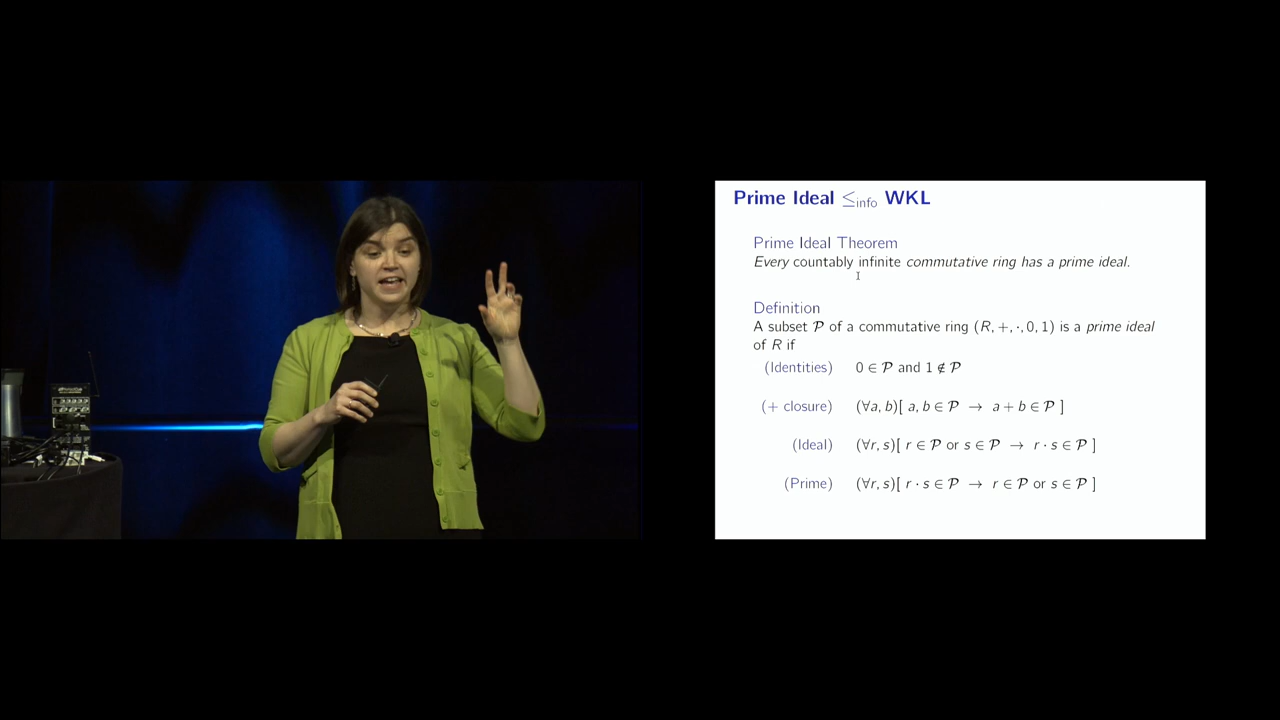 Prime Ideal ≤info WKL
Prime Ideal Theorem
Every countably infinite commutative ring has a prime ideal.
Definition
A subset 𝒫 of a commutative ring (R, +, ·, 0, 1) is a prime ideal
of R if
(Identities) 0 ∈ 𝒫 and 1 ∉ 𝒫
(+ closure) (∀a, b)[ a, b ∈ 𝒫 → a + b ∈ 𝒫 ]
(Ideal) (∀r, s)[ r ∈ 𝒫 or s ∈ 𝒫 → r · s ∈ 𝒫 ]
(Prime) (∀r, s)[ r · s ∈ 𝒫 → r ∈ 𝒫 or s ∈ 𝒫 ]